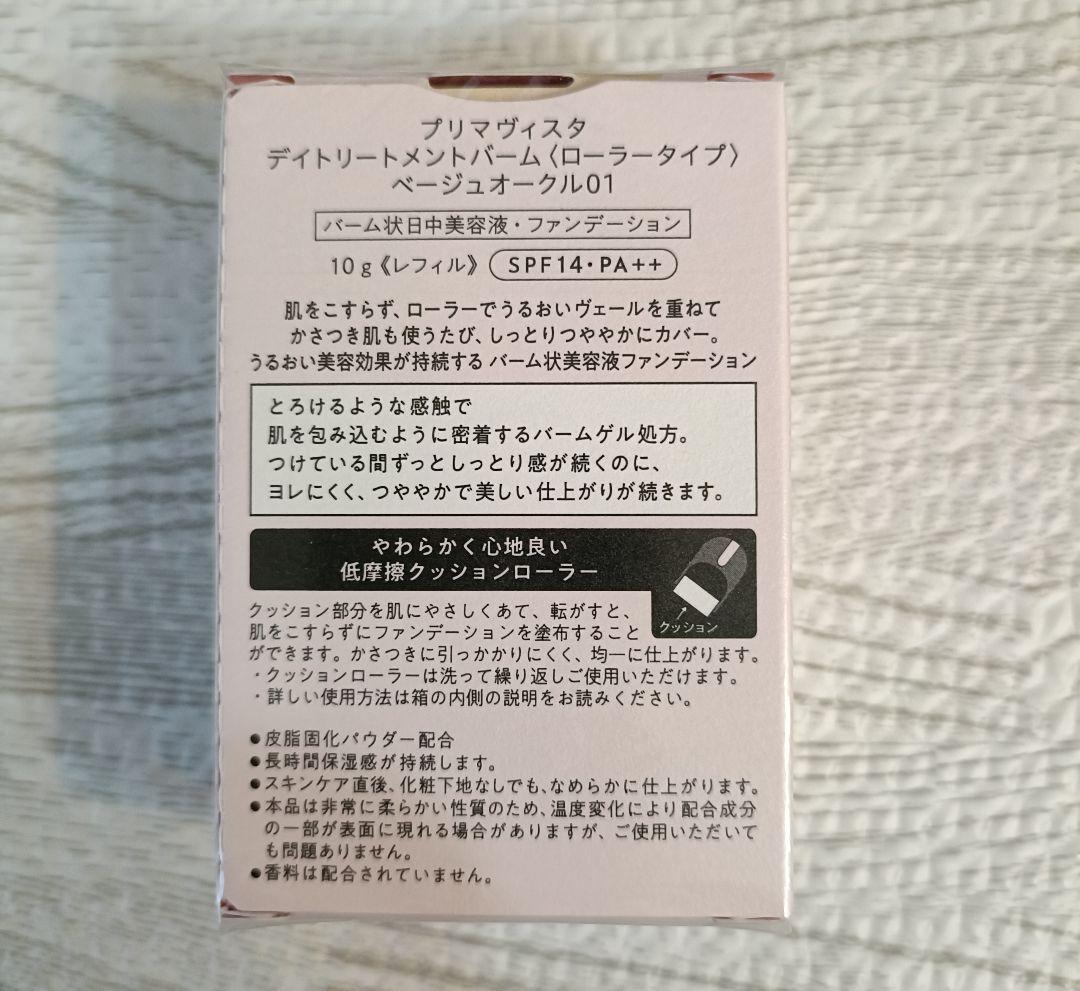 プリマヴィスタ
デイトリートメントバーム〈ローラータイプ〉
ベージュオークル01
バーム状日中美容液・ファンデーション
10g《レフィル》 SPF14・PA++
肌をこすらず、ローラーでうるおいヴェールを重ねて
かさつき肌も使うたび、しっとりつややかにカバー。
うるおい美容効果が持続する バーム状美容液ファンデーション
とろけるような感触で
肌を包み込むように密着するバームゲル処方。
つけている間ずっとしっとり感が続くのに、
ヨレにくく、つややかで美しい仕上がりが続きます。
やわらかく心地良い
低摩擦クッションローラー
クッション
クッション部分を肌にやさしくあて、転がすと、
肌をこすらずにファンデーションを塗布すること
ができます。かさつきに引っかかりにくく、均一に仕上がります。
・クッションローラーは洗って繰り返しご使用いただけます。
・詳しい使用方法は箱の内側の説明をお読みください。
●皮脂固化パウダー配合
●長時間保湿感が持続します。
●スキンケア直後、化粧下地なしでも、なめらかに仕上がります。
●本品は非常に柔らかい性質のため、温度変化により配合成分
の一部が表面に現れる場合がありますが、ご使用いただいて
も問題ありません。
●香料は配合されていません。